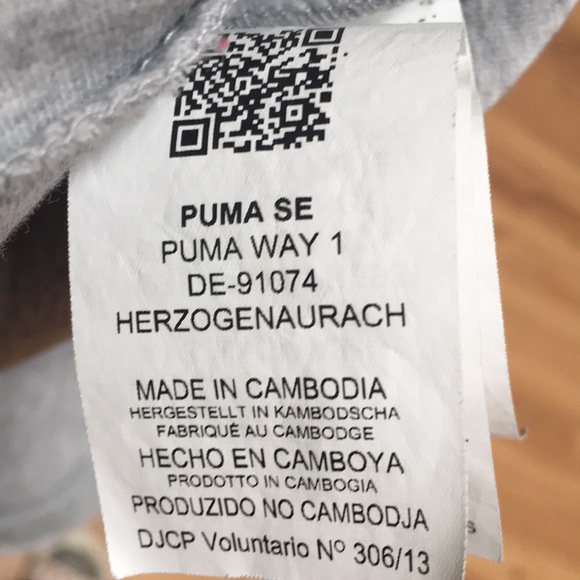 PUMA SE
PUMA WAY 1
DE-91074
HERZOGENAURACH
MADE IN CAMBODIA
HERGESTELLT IN KAMBODSCHA
FABRIQUÉ AU CAMBODGE
HECHO EN CAMBOYA
PRODOTTO IN CAMBOGIA
PRODUZIDO NO CAMBODJA
DJCP Voluntario Nº 306/13